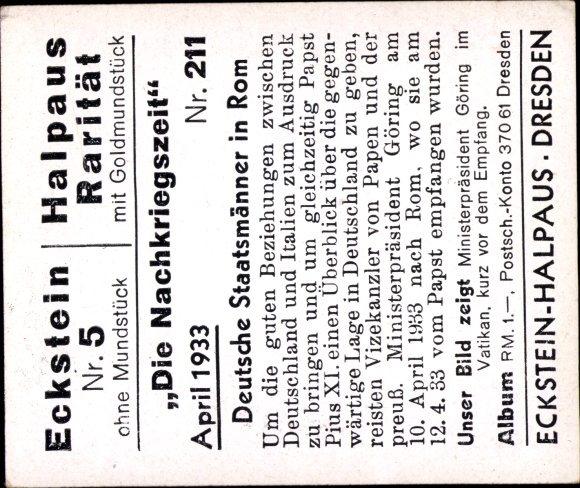 Eckstein Halpaus
Nr. 5 Rarität
ohne Mundstück mit Goldmundstück
„Die Nachkriegszeit“
April 1933 Nr. 211
Deutsche Staatsmänner in Rom
Um die guten Beziehungen zwischen
Deutschland und Italien zum Ausdruck
zu bringen und um gleichzeitig Papst
Pius XI. einen Überblick über die gegen-
wärtige Lage in Deutschland zu geben,
reisten Vizekanzler von Papen und der
preuß. Ministerpräsident Göring am
10. April 1933 nach Rom, wo sie am
12. 4. 33 vom Papst empfangen wurden.
Unser Bild zeigt Ministerpräsident Göring im
Vatikan, kurz vor dem Empfang.
Album RM. 1.—, Postsch.-Konto 370 61 Dresden
ECKSTEIN-HALPAUS · DRESDEN